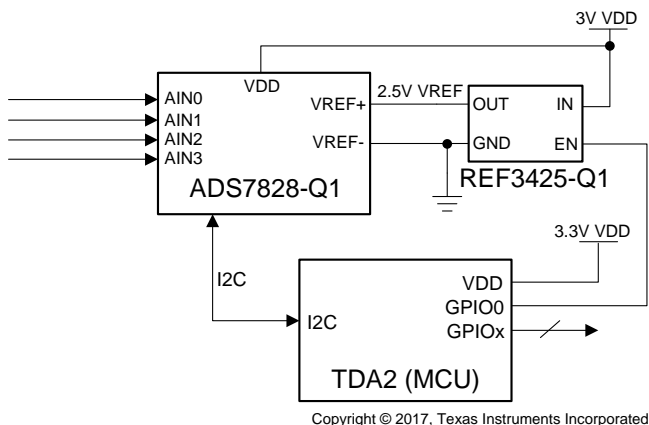 3V VDD
VDD
AIN0
AIN1
AIN2
AIN3
VREF+
VREF-
ADS7828-Q1
2.5V VREF
OUT
IN
GND
EN
REF3425-Q1
3.3V VDD
I2C
I2C
VDD
GPIO0
GPIOx
TDA2 (MCU)
Copyright © 2017, Texas Instruments Incorporated